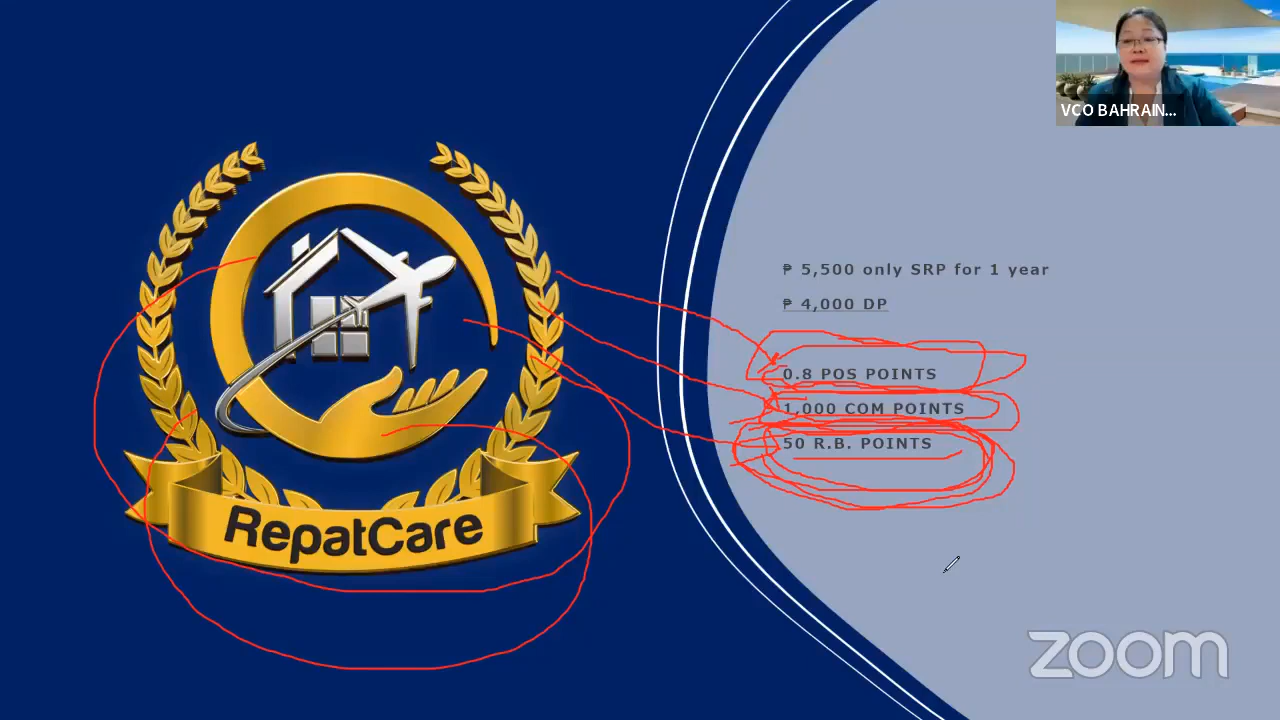 VCO BAHRAIN...
₱ 5,500 only SRP for 1 year
₱ 4,000 DP
0.8 POS POINTS
1,000 COM POINTS
50 R.B. POINTS
RepatCare
zoom